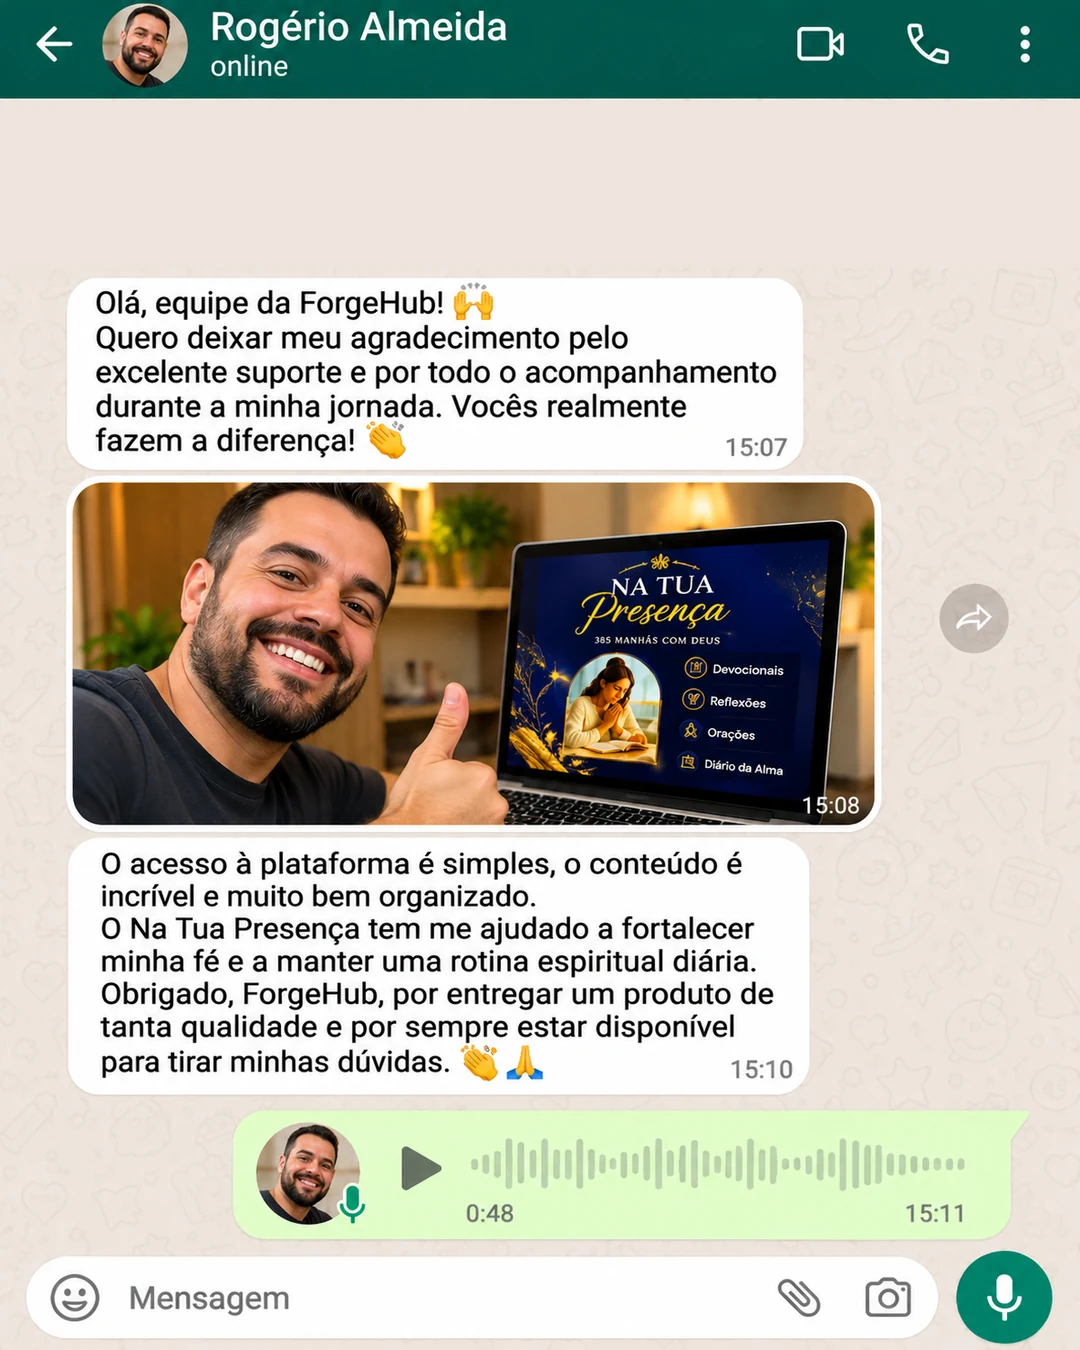 Rogério Almeida
online
Olá, equipe da ForgeHub! 🙌
Quero deixar meu agradecimento pelo
excelente suporte e por todo o acompanhamento
durante a minha jornada. Vocês realmente
fazem a diferença! 👏
15:07
NA TUA
Presença
385 MANHÃS COM DEUS
Devocionais
Reflexões
Orações
Diário da Alma
15:08
O acesso à plataforma é simples, o conteúdo é
incrível e muito bem organizado.
O Na Tua Presença tem me ajudado a fortalecer
minha fé e a manter uma rotina espiritual diária.
Obrigado, ForgeHub, por entregar um produto de
tanta qualidade e por sempre estar disponível
para tirar minhas dúvidas. 👏🙏
15:10
0:48
15:11
Mensagem